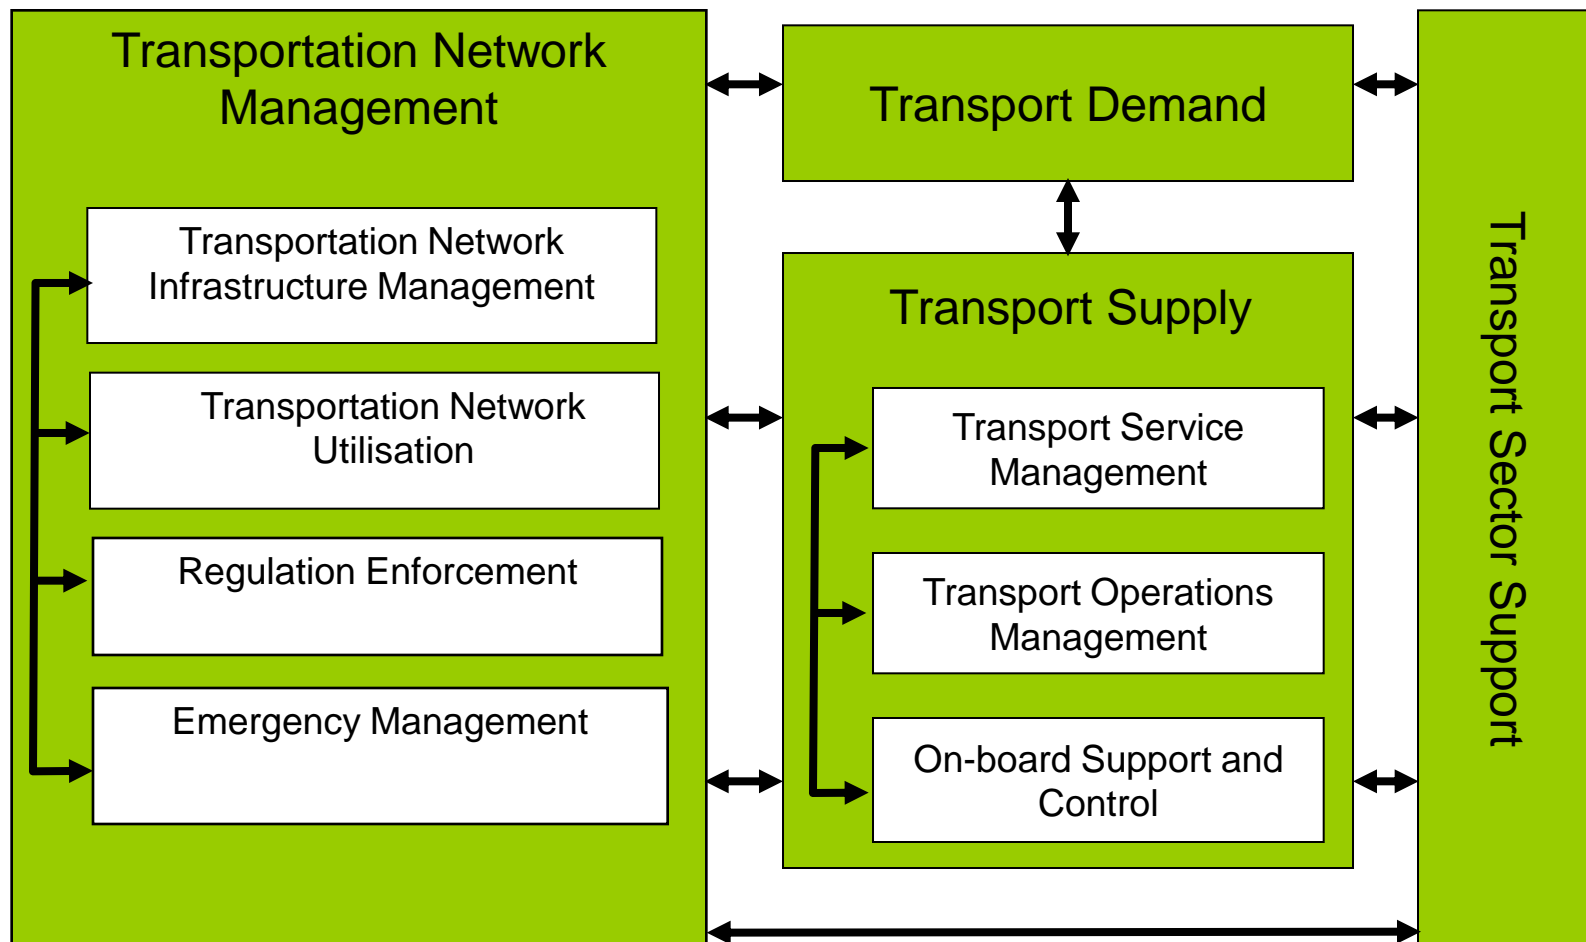 Transportation Network
Management
Transportation Network
Infrastructure Management
Transportation Network
Utilisation
Regulation Enforcement
Emergency Management
Transport Demand
Transport Supply
Transport Service
Management
Transport Operations
Management
On-board Support and
Control
Transport Sector Support